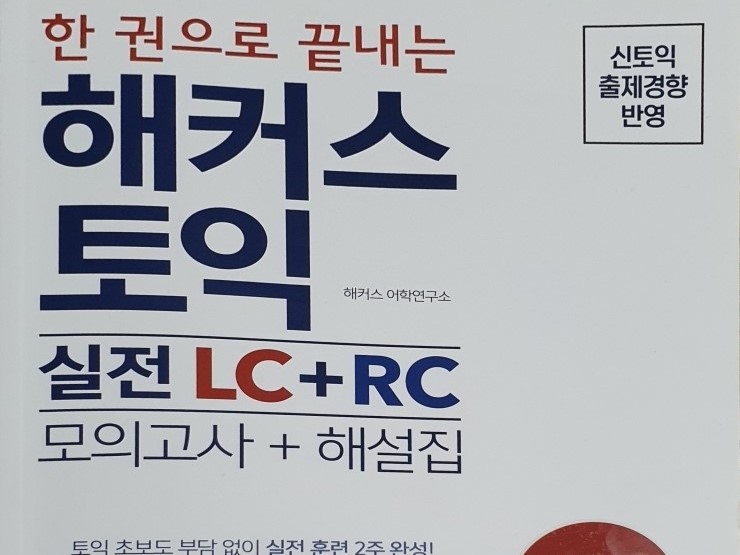 한 권으로 끝내는
해커스
토익
해커스 어학연구소
실전 LC+RC
모의고사 + 해설집
토익 초보도 부담 없이 실전 훈련 2주 완성!
신토익
출제경향
반영